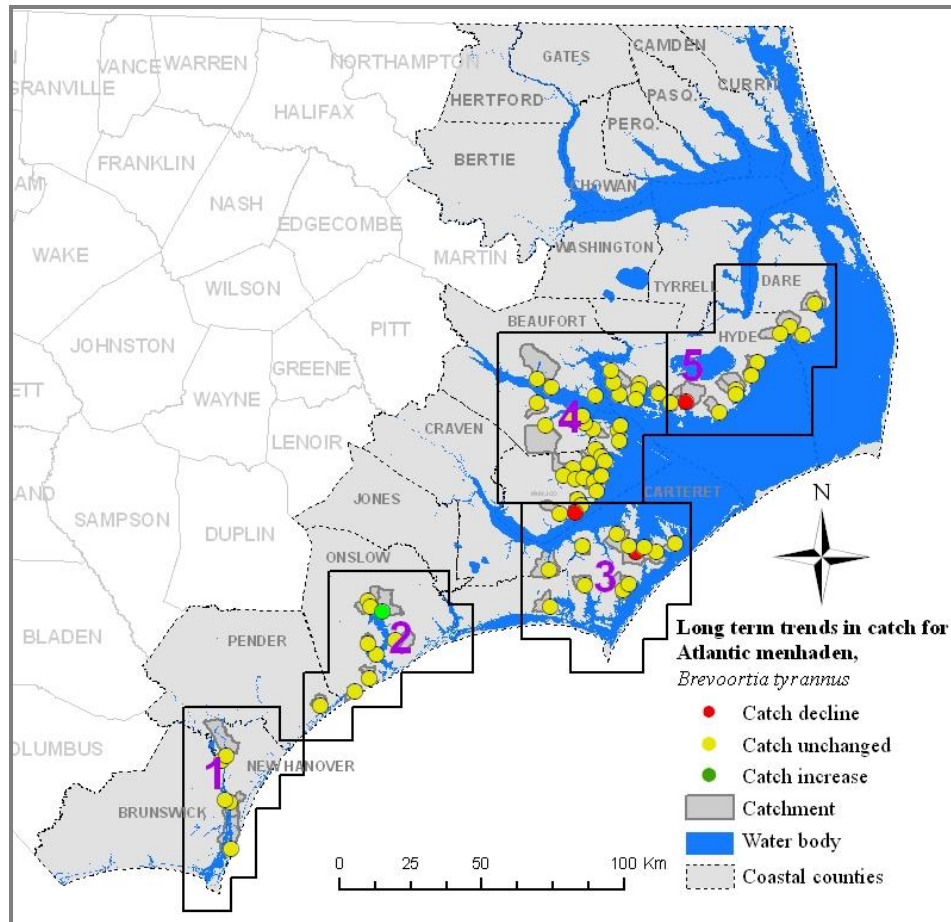 CAMDEN
GATES
NORTHAMPTON
VANCE WARREN
GRANVILLE
PASQ. CURRIT
HERTFORD
HALIFAX
PERQ.
BERTIE
FRANKLIN
CHOWAN
NASH
EDGECOMBE
WAKE
MARTIN
WASHINGTON
WILSON
TYRRELL DARE
PITT
BEAUFORT
HYDE
JOHNSTON
GREENE
5
WAYNE
4
CRAVEN
LENOIR
CARTERET
JONES
SAMPSON
DUPLIN
N
ONSLOW
3
BLADEN
PENDER
2
Long term trends in catch for
Atlantic menhaden,
Brevoortia tyrannus
Catch decline
Catch unchanged
Catch increase
OLUMBUS
NEW HANOVER
1
BRUNSWICK
Catchment
Water body
Coastal counties
0 25 50 100 Km